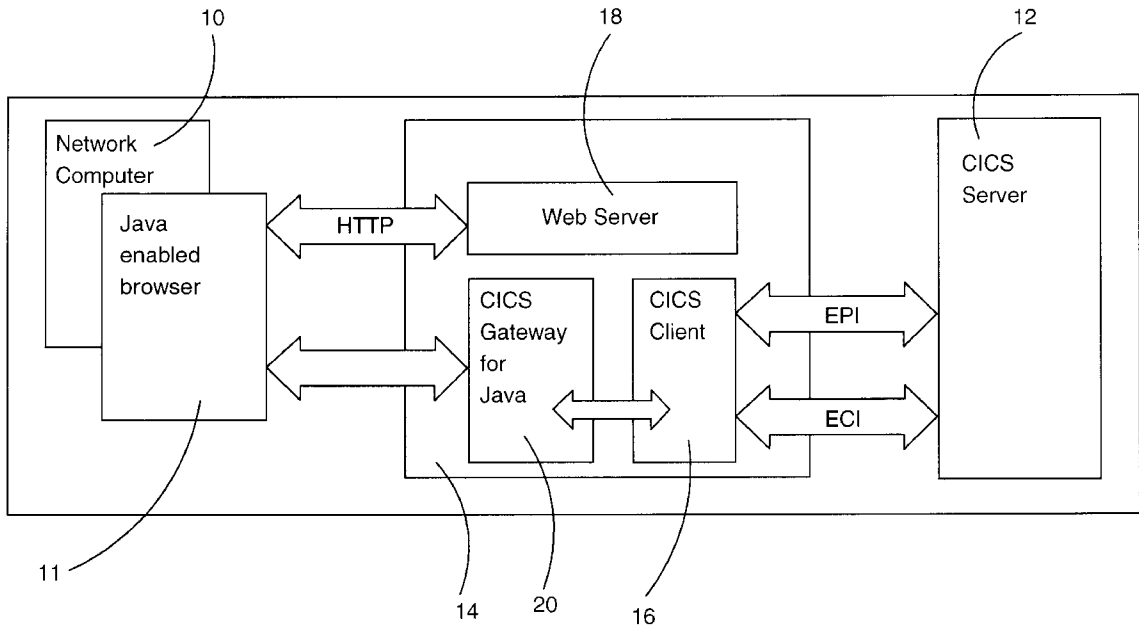 10
18
12
Network
Computer
Java
enabled
browser
HTTP
Web Server
CICS
Gateway
for
Java
CICS
Client
EPI
ECI
CICS
Server
11
14
20
16